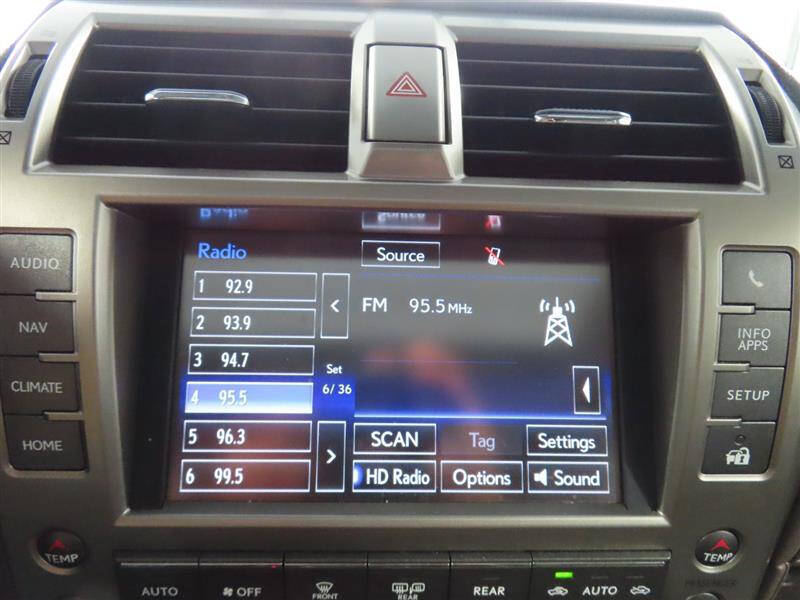 AUDIO
NAV
CLIMATE
HOME
Radio
Source
1 92.9
2 93.9
3 94.7
4 95.5
5 96.3
6 99.5
<
Set
6/36
>
FM 95.5 MHz
SCAN
Tag
Settings
HD Radio
Options
Sound
INFO
APPS
SETUP
TEMP
AUTO
OFF
FRONT
REAR
REAR
AUTO
TEMP
PASSENGER